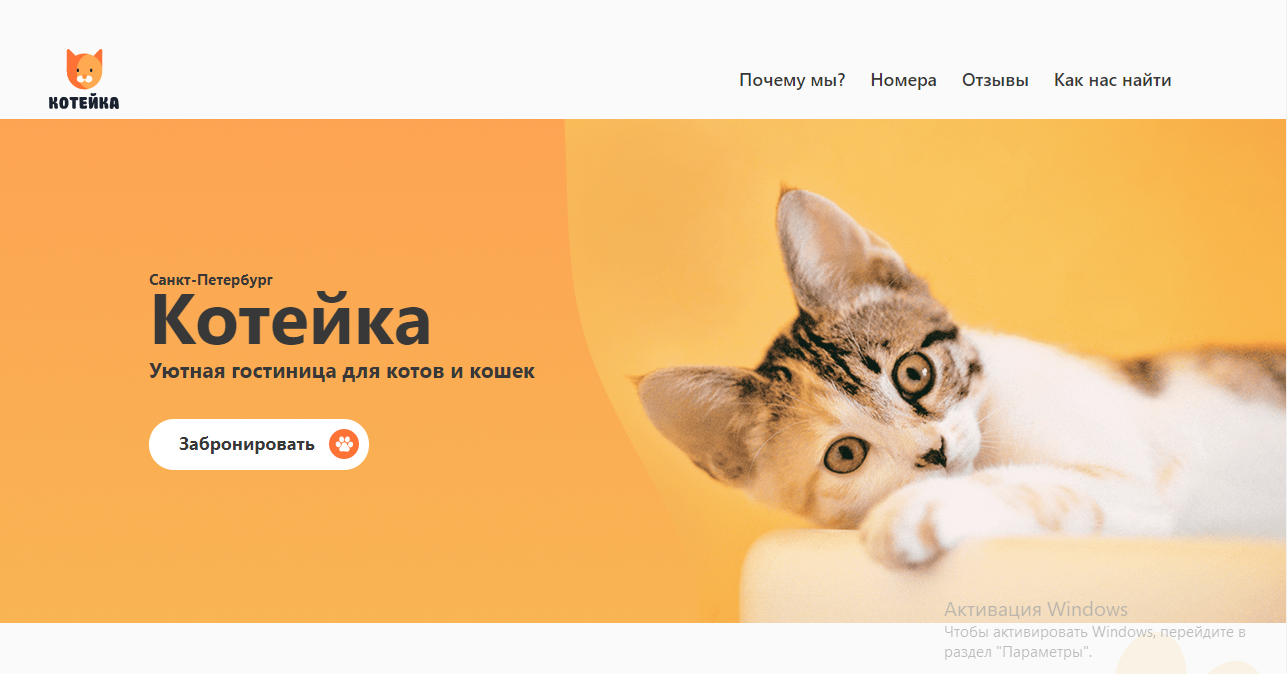 КОТЕЙКА
Почему мы? Номера Отзывы Как нас найти
Санкт-Петербург
Котейка
Уютная гостиница для котов и кошек
Забронировать
Активация Windows
Чтобы активировать Windows, перейдите в
раздел "Параметры".